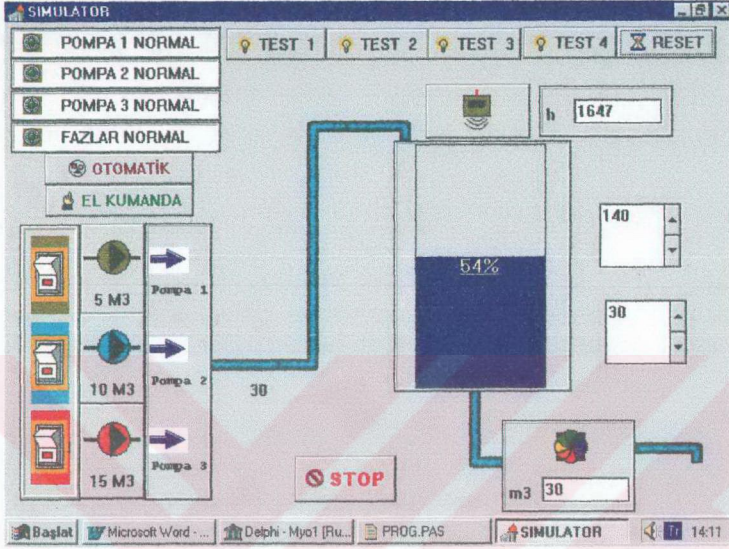 SIMULATOR
POMPA 1 NORMAL
POMPA 2 NORMAL
POMPA 3 NORMAL
FAZLAR NORMAL
TEST 1
TEST 2
TEST 3
TEST 4
RESET
OTOMATİK
EL KUMANDA
h 1647
54%
140
30
5 M3
Pompa 1
10 M3
Pompa 2
15 M3
Pompa 3
30
STOP
m3 30
Başlat
Microsoft Word - ...
Delphi - Myo1 [Ru...
PROG.PAS
SIMULATOR
Tr
14:11